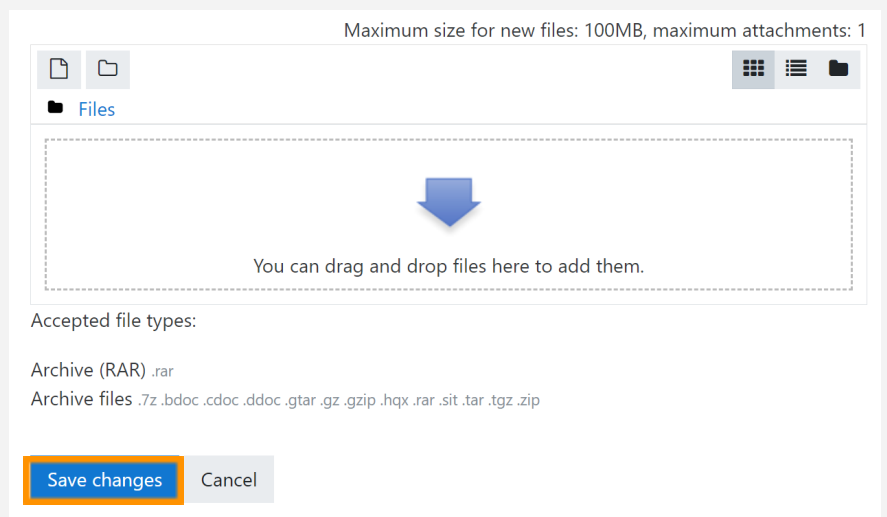 Maximum size for new files: 100MB, maximum attachments: 1
Files
You can drag and drop files here to add them.
Accepted file types:
Archive (RAR) .rar
Archive files .7z .bdoc .cdoc .ddoc .gtar .gz .gzip .hqx .rar .sit .tar .tgz .zip
Save changes Cancel